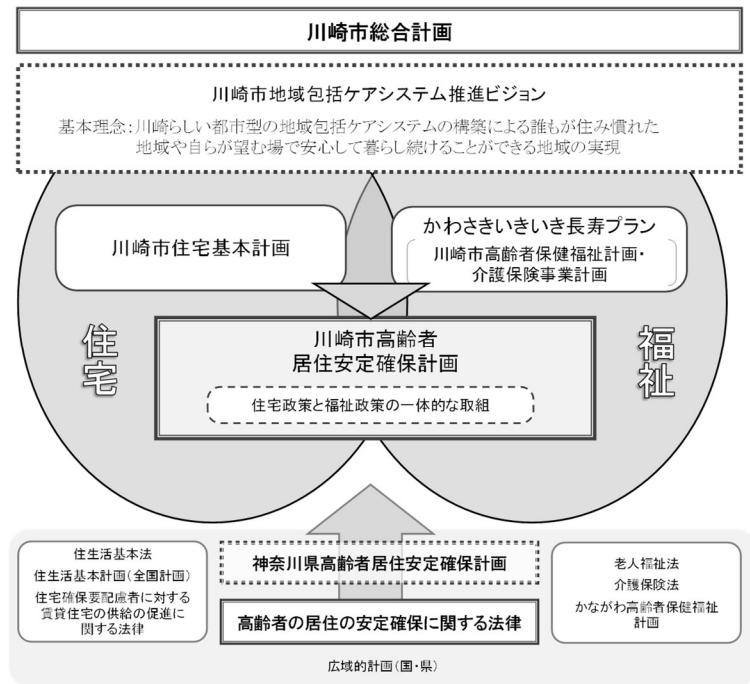 川崎市総合計画
川崎市地域包括ケアシステム推進ビジョン
基本理念：川崎らしい都市型の地域包括ケアシステムの構築による誰もが住み慣れた
地域や自らが望む場で安心して暮らし続けることができる地域の実現
川崎市住宅基本計画
かわさきいきいき長寿プラン
川崎市高齢者保健福祉計画・
介護保険事業計画
住宅
福祉
川崎市高齢者
居住安定確保計画
住宅政策と福祉政策の一体的な取組
住生活基本法
住生活基本計画（全国計画）
住宅確保要配慮者に対する
賃貸住宅の供給の促進に
関する法律
神奈川県高齢者居住安定確保計画
高齢者の居住の安定確保に関する法律
老人福祉法
介護保険法
かながわ高齢者保健福祉
計画
広域的計画（国・県）